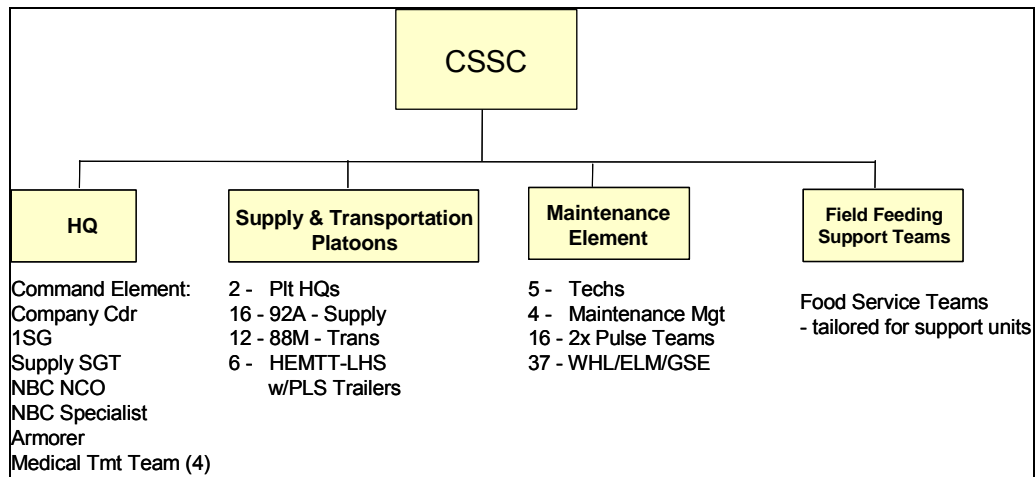 CSSC
HQ
Command Element:
Company Cdr
1SG
Supply SGT
NBC NCO
NBC Specialist
Armorer
Medical Tmt Team (4)
Supply & Transportation
Platoons
2 - Plt HQs
16 - 92A - Supply
12 - 88M - Trans
6 - HEMTT-LHS
w/PLS Trailers
Maintenance
Element
5 - Techs
4 - Maintenance Mgt
16 - 2x Pulse Teams
37 - WHL/ELM/GSE
Field Feeding
Support Teams
Food Service Teams
- tailored for support units